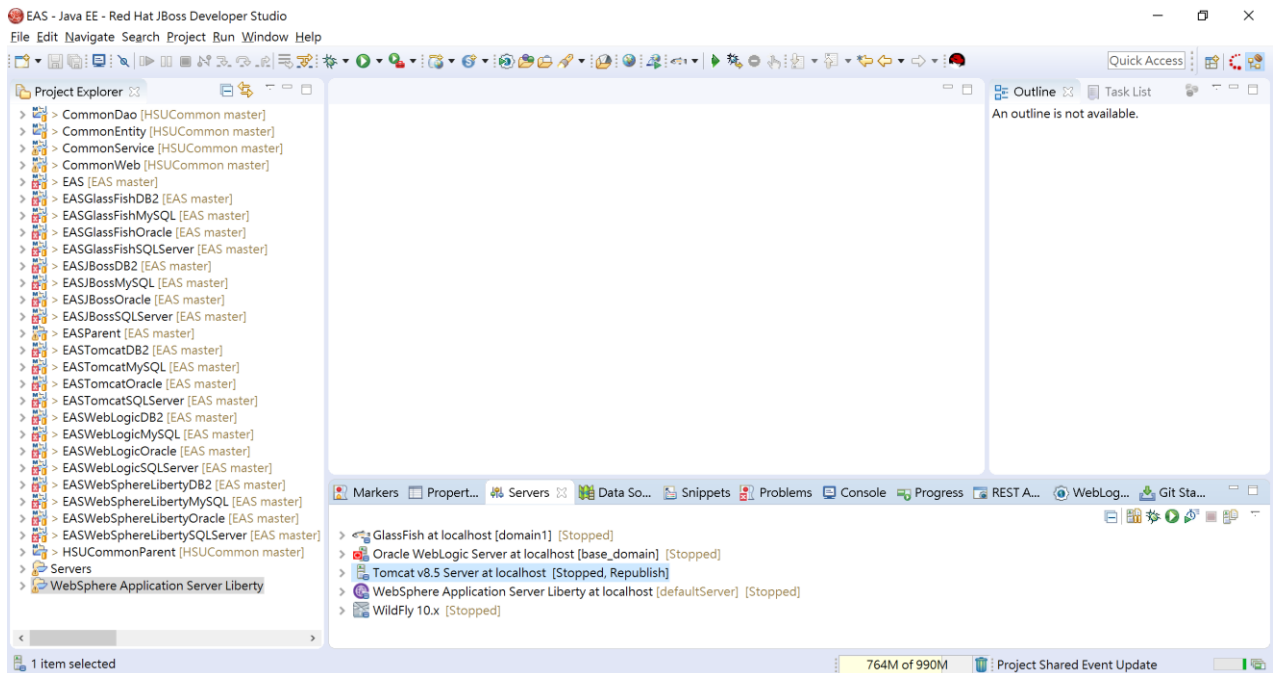 EAS - Java EE - Red Hat JBoss Developer Studio
File Edit Navigate Search Project Run Window Help
Quick Access
Project Explorer
> CommonDao [HSUCommon master]
> CommonEntity [HSUCommon master]
> CommonService [HSUCommon master]
> CommonWeb [HSUCommon master]
> EAS [EAS master]
> EASGlassFishDB2 [EAS master]
> EASGlassFishMySQL [EAS master]
> EASGlassFishOracle [EAS master]
> EASGlassFishSQLServer [EAS master]
> EASJBossDB2 [EAS master]
> EASJBossMySQL [EAS master]
> EASJBossOracle [EAS master]
> EASJBossSQLServer [EAS master]
> EASParent [EAS master]
> EASTomcatDB2 [EAS master]
> EASTomcatMySQL [EAS master]
> EASTomcatOracle [EAS master]
> EASTomcatSQLServer [EAS master]
> EASWebLogicDB2 [EAS master]
> EASWebLogicMySQL [EAS master]
> EASWebLogicOracle [EAS master]
> EASWebLogicSQLServer [EAS master]
> EASWebSphereLibertyDB2 [EAS master]
> EASWebSphereLibertyMySQL [EAS master]
> EASWebSphereLibertyOracle [EAS master]
> EASWebSphereLibertySQLServer [EAS master]
> HSUCommonParent [HSUCommon master]
Servers
WebSphere Application Server Liberty
Outline Task List
An outline is not available.
Markers Propert... Servers Data So... Snippets Problems Console Progress REST A... WebLog... Git Sta...
GlassFish at localhost [domain1] [Stopped]
Oracle WebLogic Server at localhost [base_domain] [Stopped]
Tomcat v8.5 Server at localhost [Stopped, Republish]
WebSphere Application Server Liberty at localhost [defaultServer] [Stopped]
WildFly 10.x [Stopped]
1 item selected
764M of 990M
Project Shared Event Update